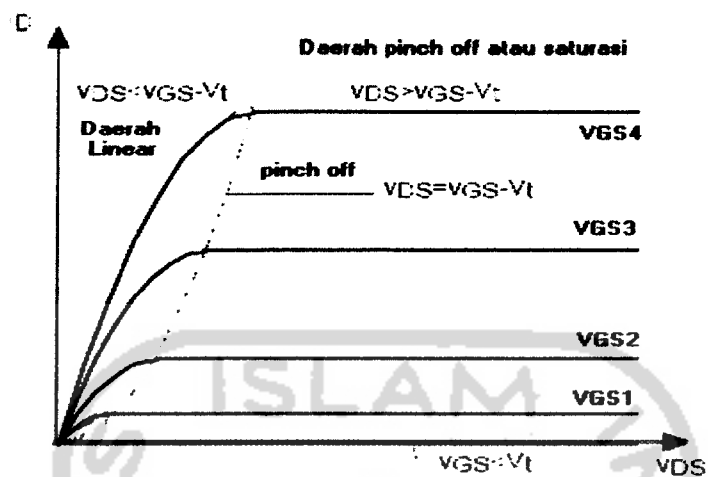 Daerah pinch off atau saturasi
vDS<vGS-Vt
vDS>vGS-Vt
Daerah
Linear
VGS4
pinch off
vDS=vGS-Vt
VGS3
VGS2
ISLAM
VGS1
vGS<Vt
vDS